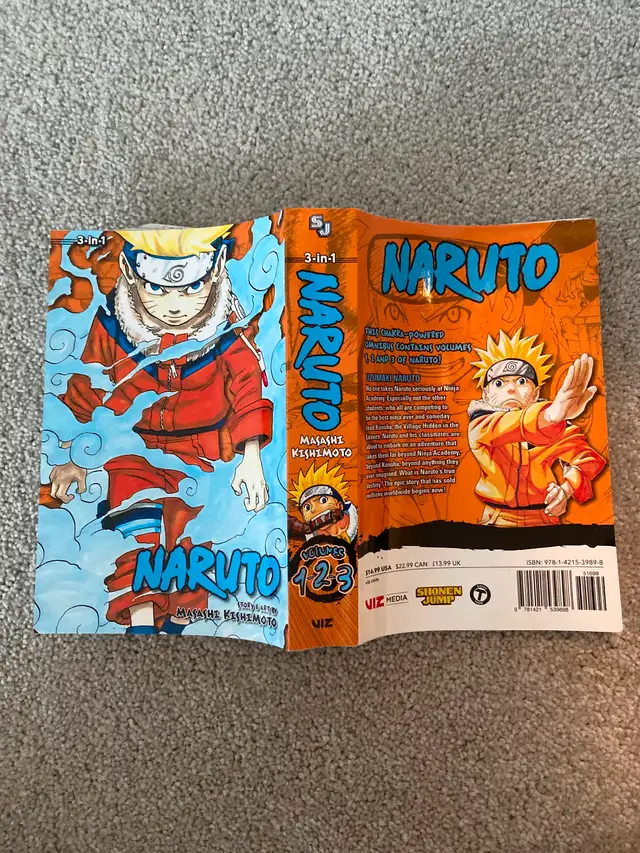 3-in-1
NARUTO
STORY & ART BY
MASASHI KISHIMOTO
SJ
3-in-1
NARUTO
MASASHI
KISHIMOTO
VOLUMES
1·2·3
VIZ
NARUTO
THIS CHAKRA-POWERED
OMNIBUS CONTAINS VOLUMES
1, 2 AND 3 OF NARUTO!
UZUMAKI NARUTO
No one takes Naruto seriously at Ninja
Academy. Especially not the other
students, who all are competing to
be the best ninja ever and someday
lead Konoha, the Village Hidden in the
Leaves. Naruto and his classmates are
about to embark on an adventure that
takes them far beyond Ninja Academy,
beyond Konoha, beyond anything they
ever imagined. What is Naruto's true
destiny? The epic story that has sold
millions worldwide begins now!
$14.99 USA $22.99 CAN £13.99 UK
viz.com
VIZ MEDIA
SHONEN
JUMP
T
ISBN: 978-1-4215-3989-8
51699
9 781421 539898